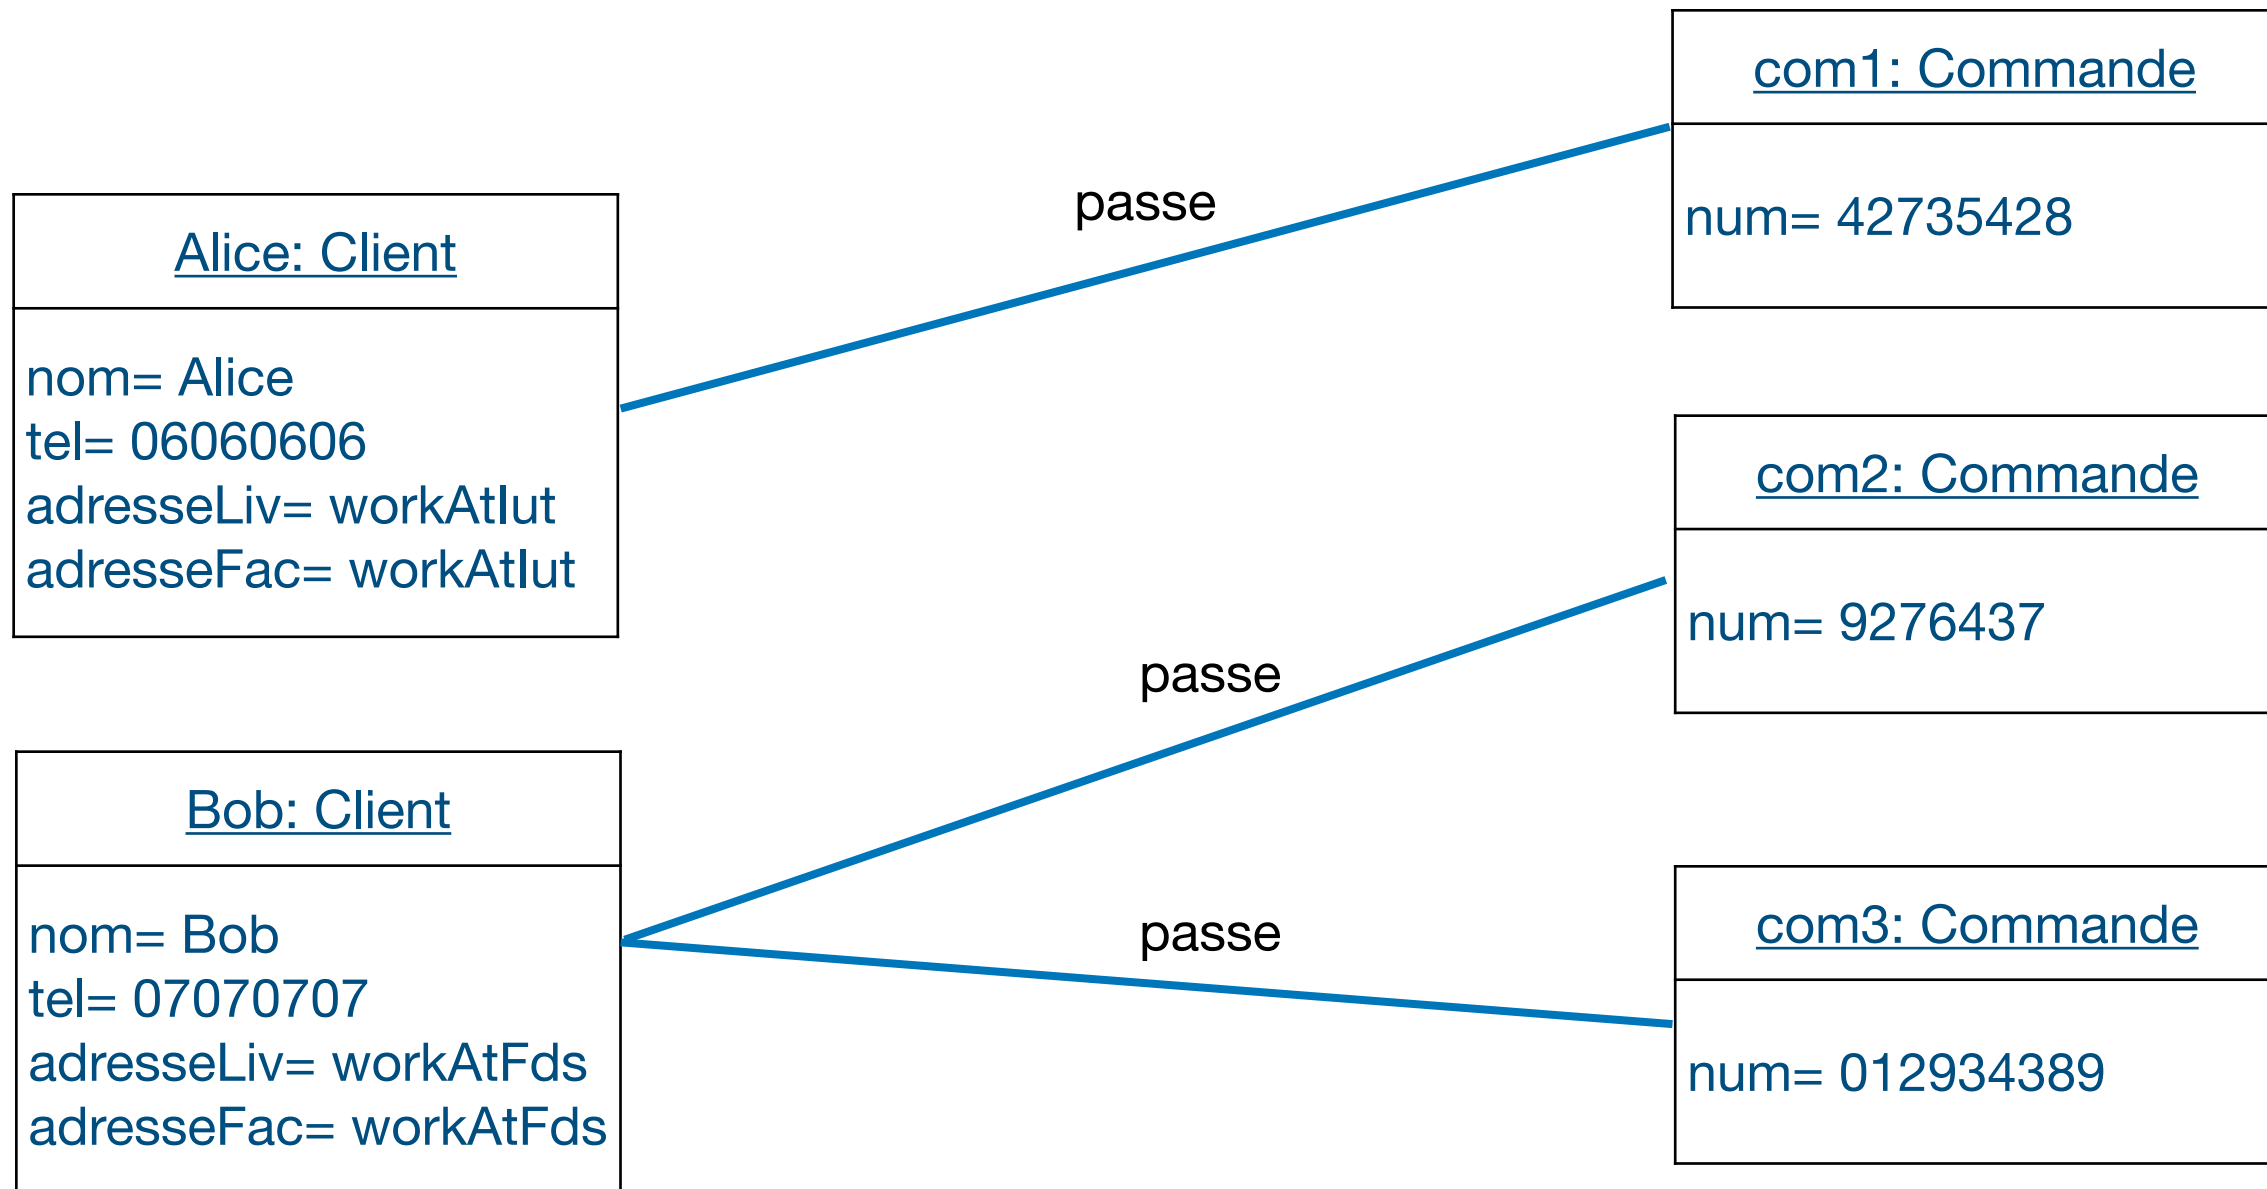 com1: Commande
num= 42735428
passe
Alice: Client
nom= Alice
tel= 06060606
adresseLiv= workAtIut
adresseFac= workAtIut
com2: Commande
num= 9276437
passe
Bob: Client
nom= Bob
tel= 07070707
adresseLiv= workAtFds
adresseFac= workAtFds
passe
com3: Commande
num= 012934389